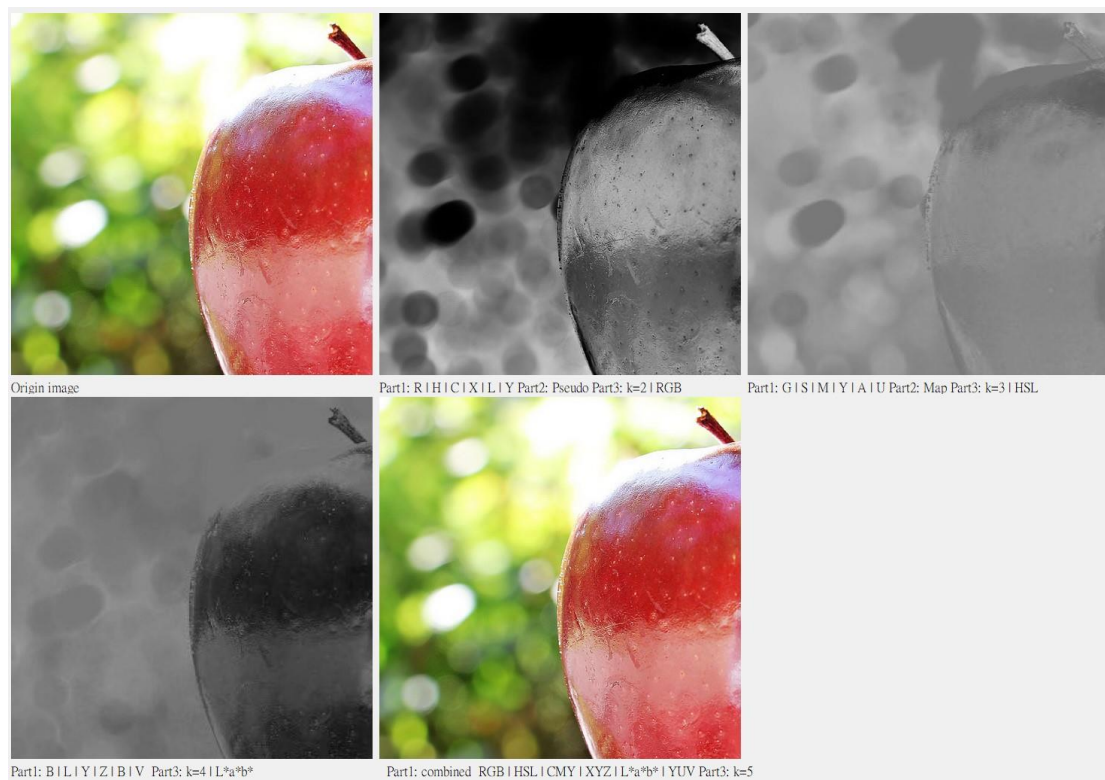 Origin image
Part1: R | H | C | X | L | Y Part2: Pseudo Part3: k=2 | RGB
Part1: G | S | M | Y | A | U Part2: Map Part3: k=3 | HSL
Part1: B | L | Y | Z | B | V Part3: k=4 | L*a*b*
Part1: combined RGB | HSL | CMY | XYZ | L*a*b* | YUV Part3: k=5